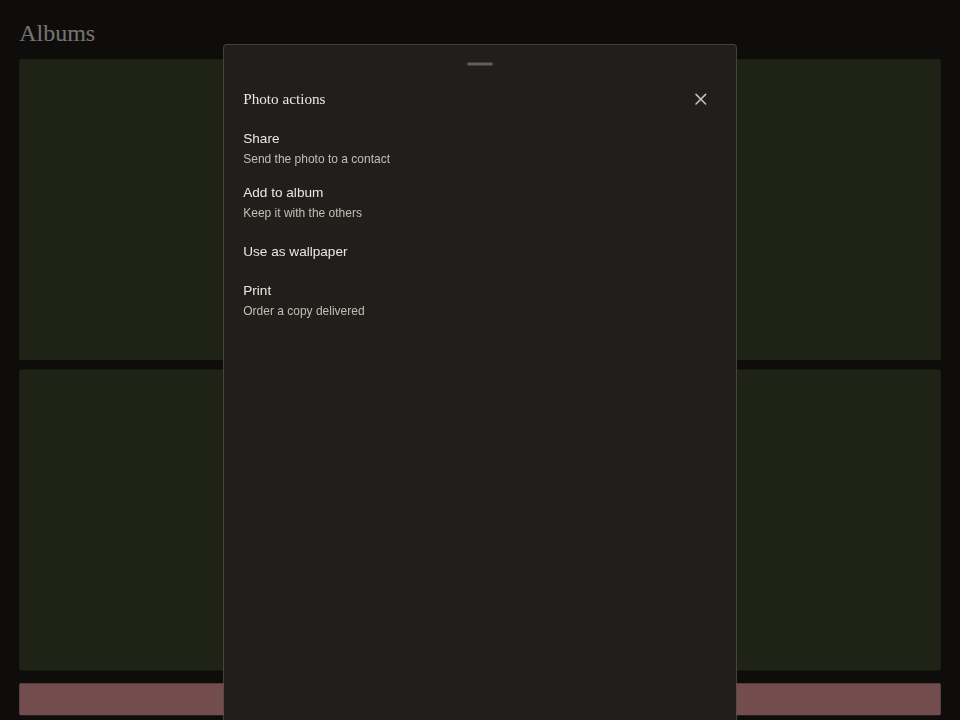 Albums
Photo actions
Share
Send the photo to a contact
Add to album
Keep it with the others
Use as wallpaper
Print
Order a copy delivered